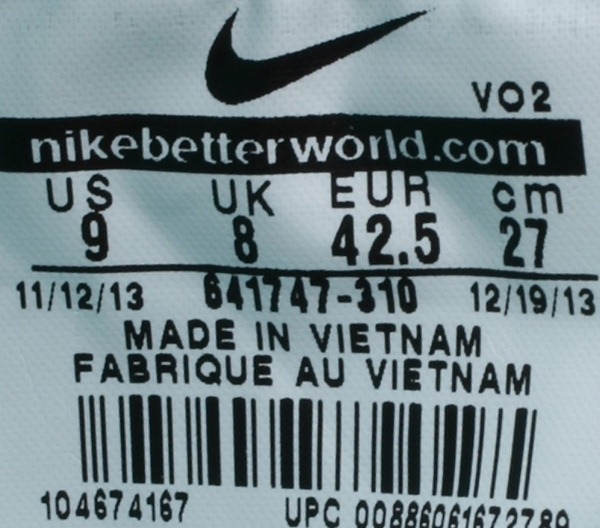 VO2
nikebetterworld.com
US UK EUR cm
9 8 42.5 27
11/12/13 641747-310 12/19/13
MADE IN VIETNAM
FABRIQUE AU VIETNAM
104674167 UPC 00886061672789